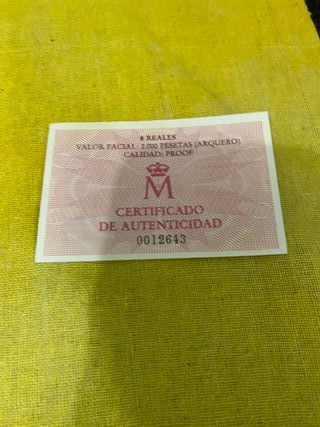 8 REALES
VALOR FACIAL: 2.000 PESETAS (ARQUERO)
CALIDAD: PROOF
M
CERTIFICADO
DE AUTENTICIDAD
0012643